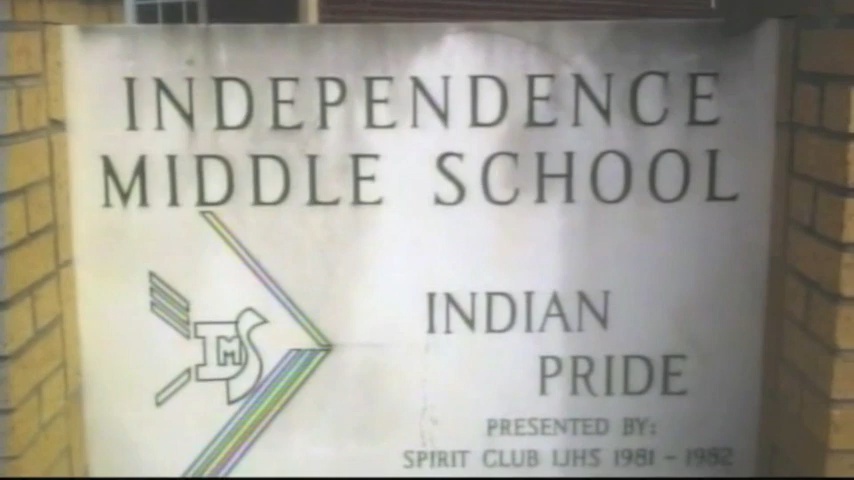 INDEPENDENCE
MIDDLE SCHOOL
IMS
INDIAN
PRIDE
PRESENTED BY:
SPIRIT CLUB IJHS 1981 - 1982